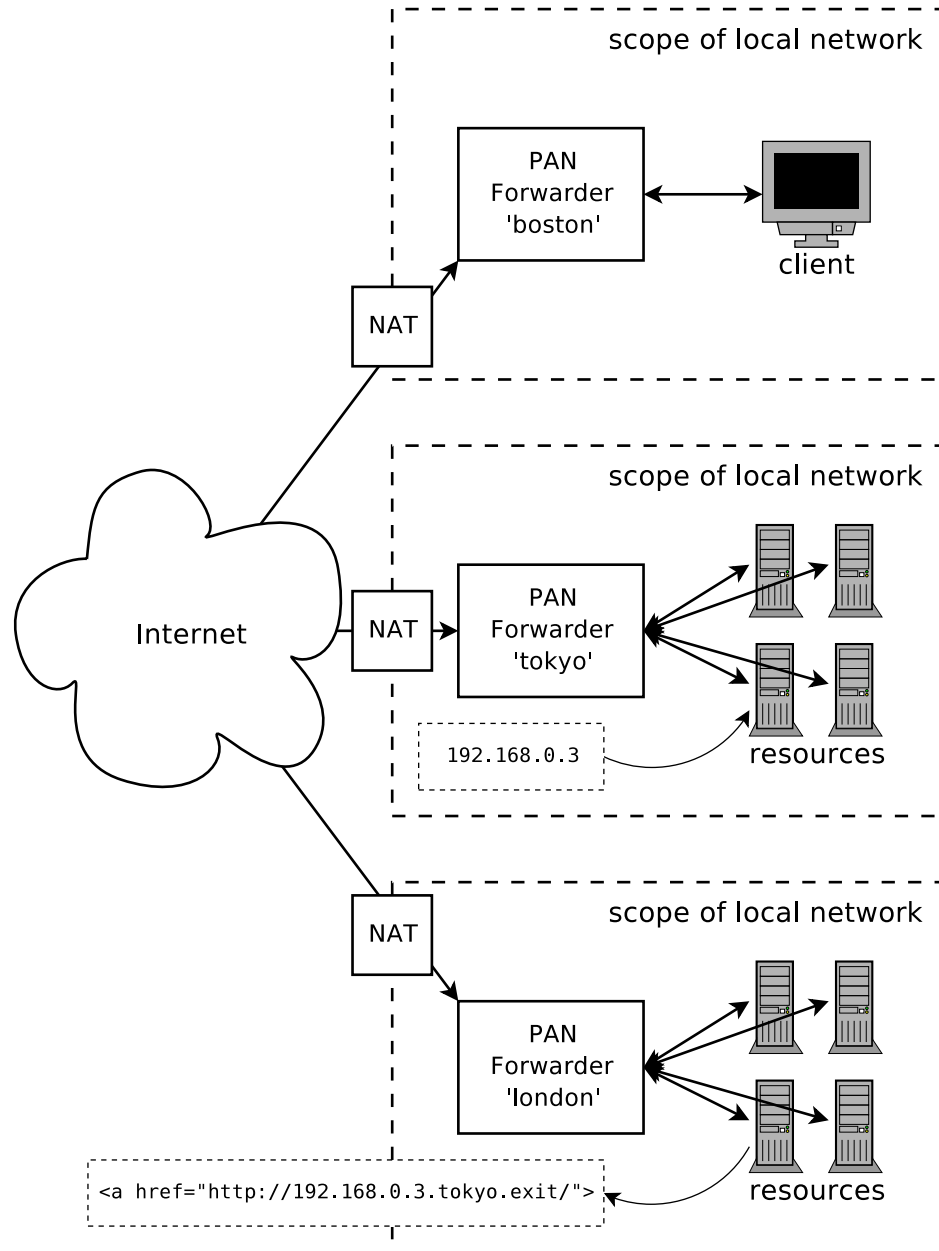 scope of local network
PAN
Forwarder
'boston'
client
NAT
scope of local network
Internet
NAT
PAN
Forwarder
'tokyo'
192.168.0.3
resources
scope of local network
NAT
PAN
Forwarder
'london'
<a href="http://192.168.0.3.tokyo.exit/">
resources